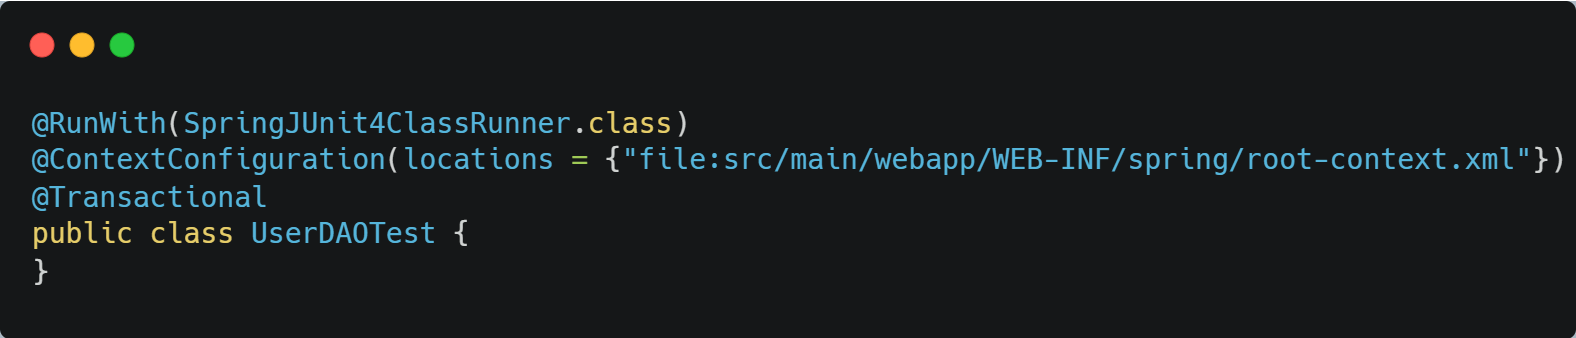 @RunWith(SpringJUnit4ClassRunner.class)
@ContextConfiguration(locations = {"file:src/main/webapp/WEB-INF/spring/root-context.xml"})
@Transactional
public class UserDAOTest {
}